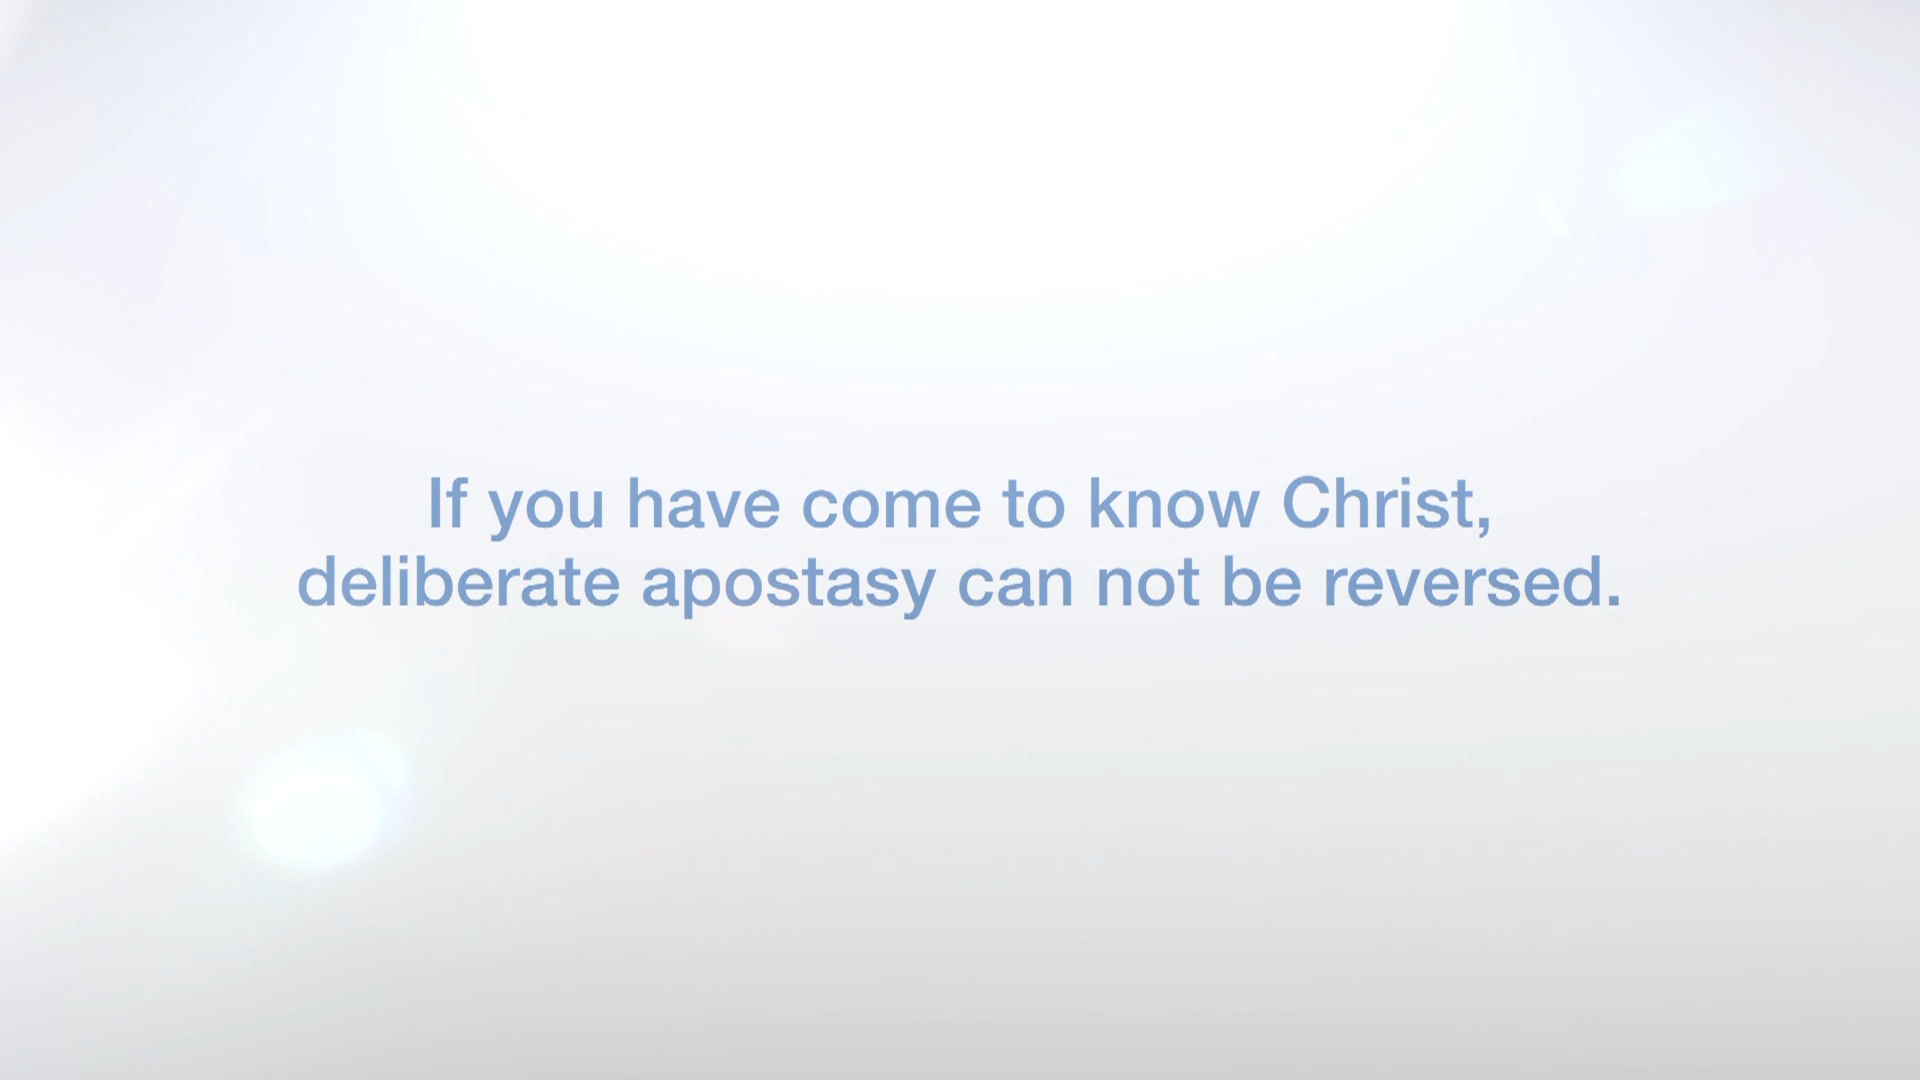 If you have come to know Christ,
deliberate apostasy can not be reversed.